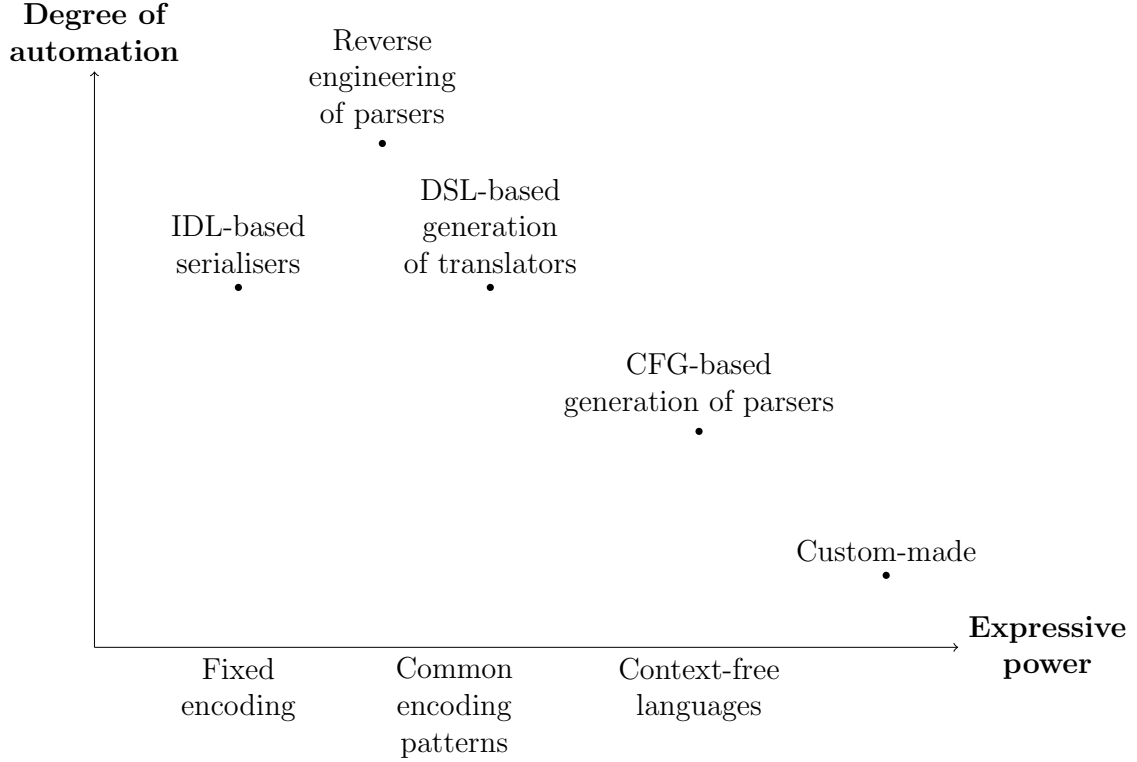 Degree of
automation
Reverse
engineering
of parsers
DSL-based
generation
of translators
IDL-based
serialisers
CFG-based
generation of parsers
Custom-made
Expressive
power
Fixed
encoding
Common
encoding
patterns
Context-free
languages